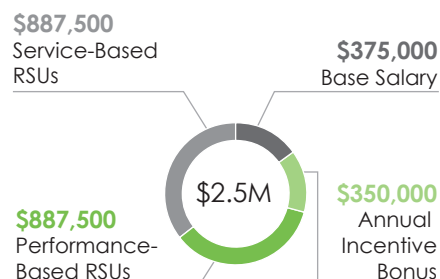 $887,500
Service-Based
RSUs
$375,000
Base Salary
$2.5M
$887,500
Performance-
Based RSUs
$350,000
Annual
Incentive
Bonus